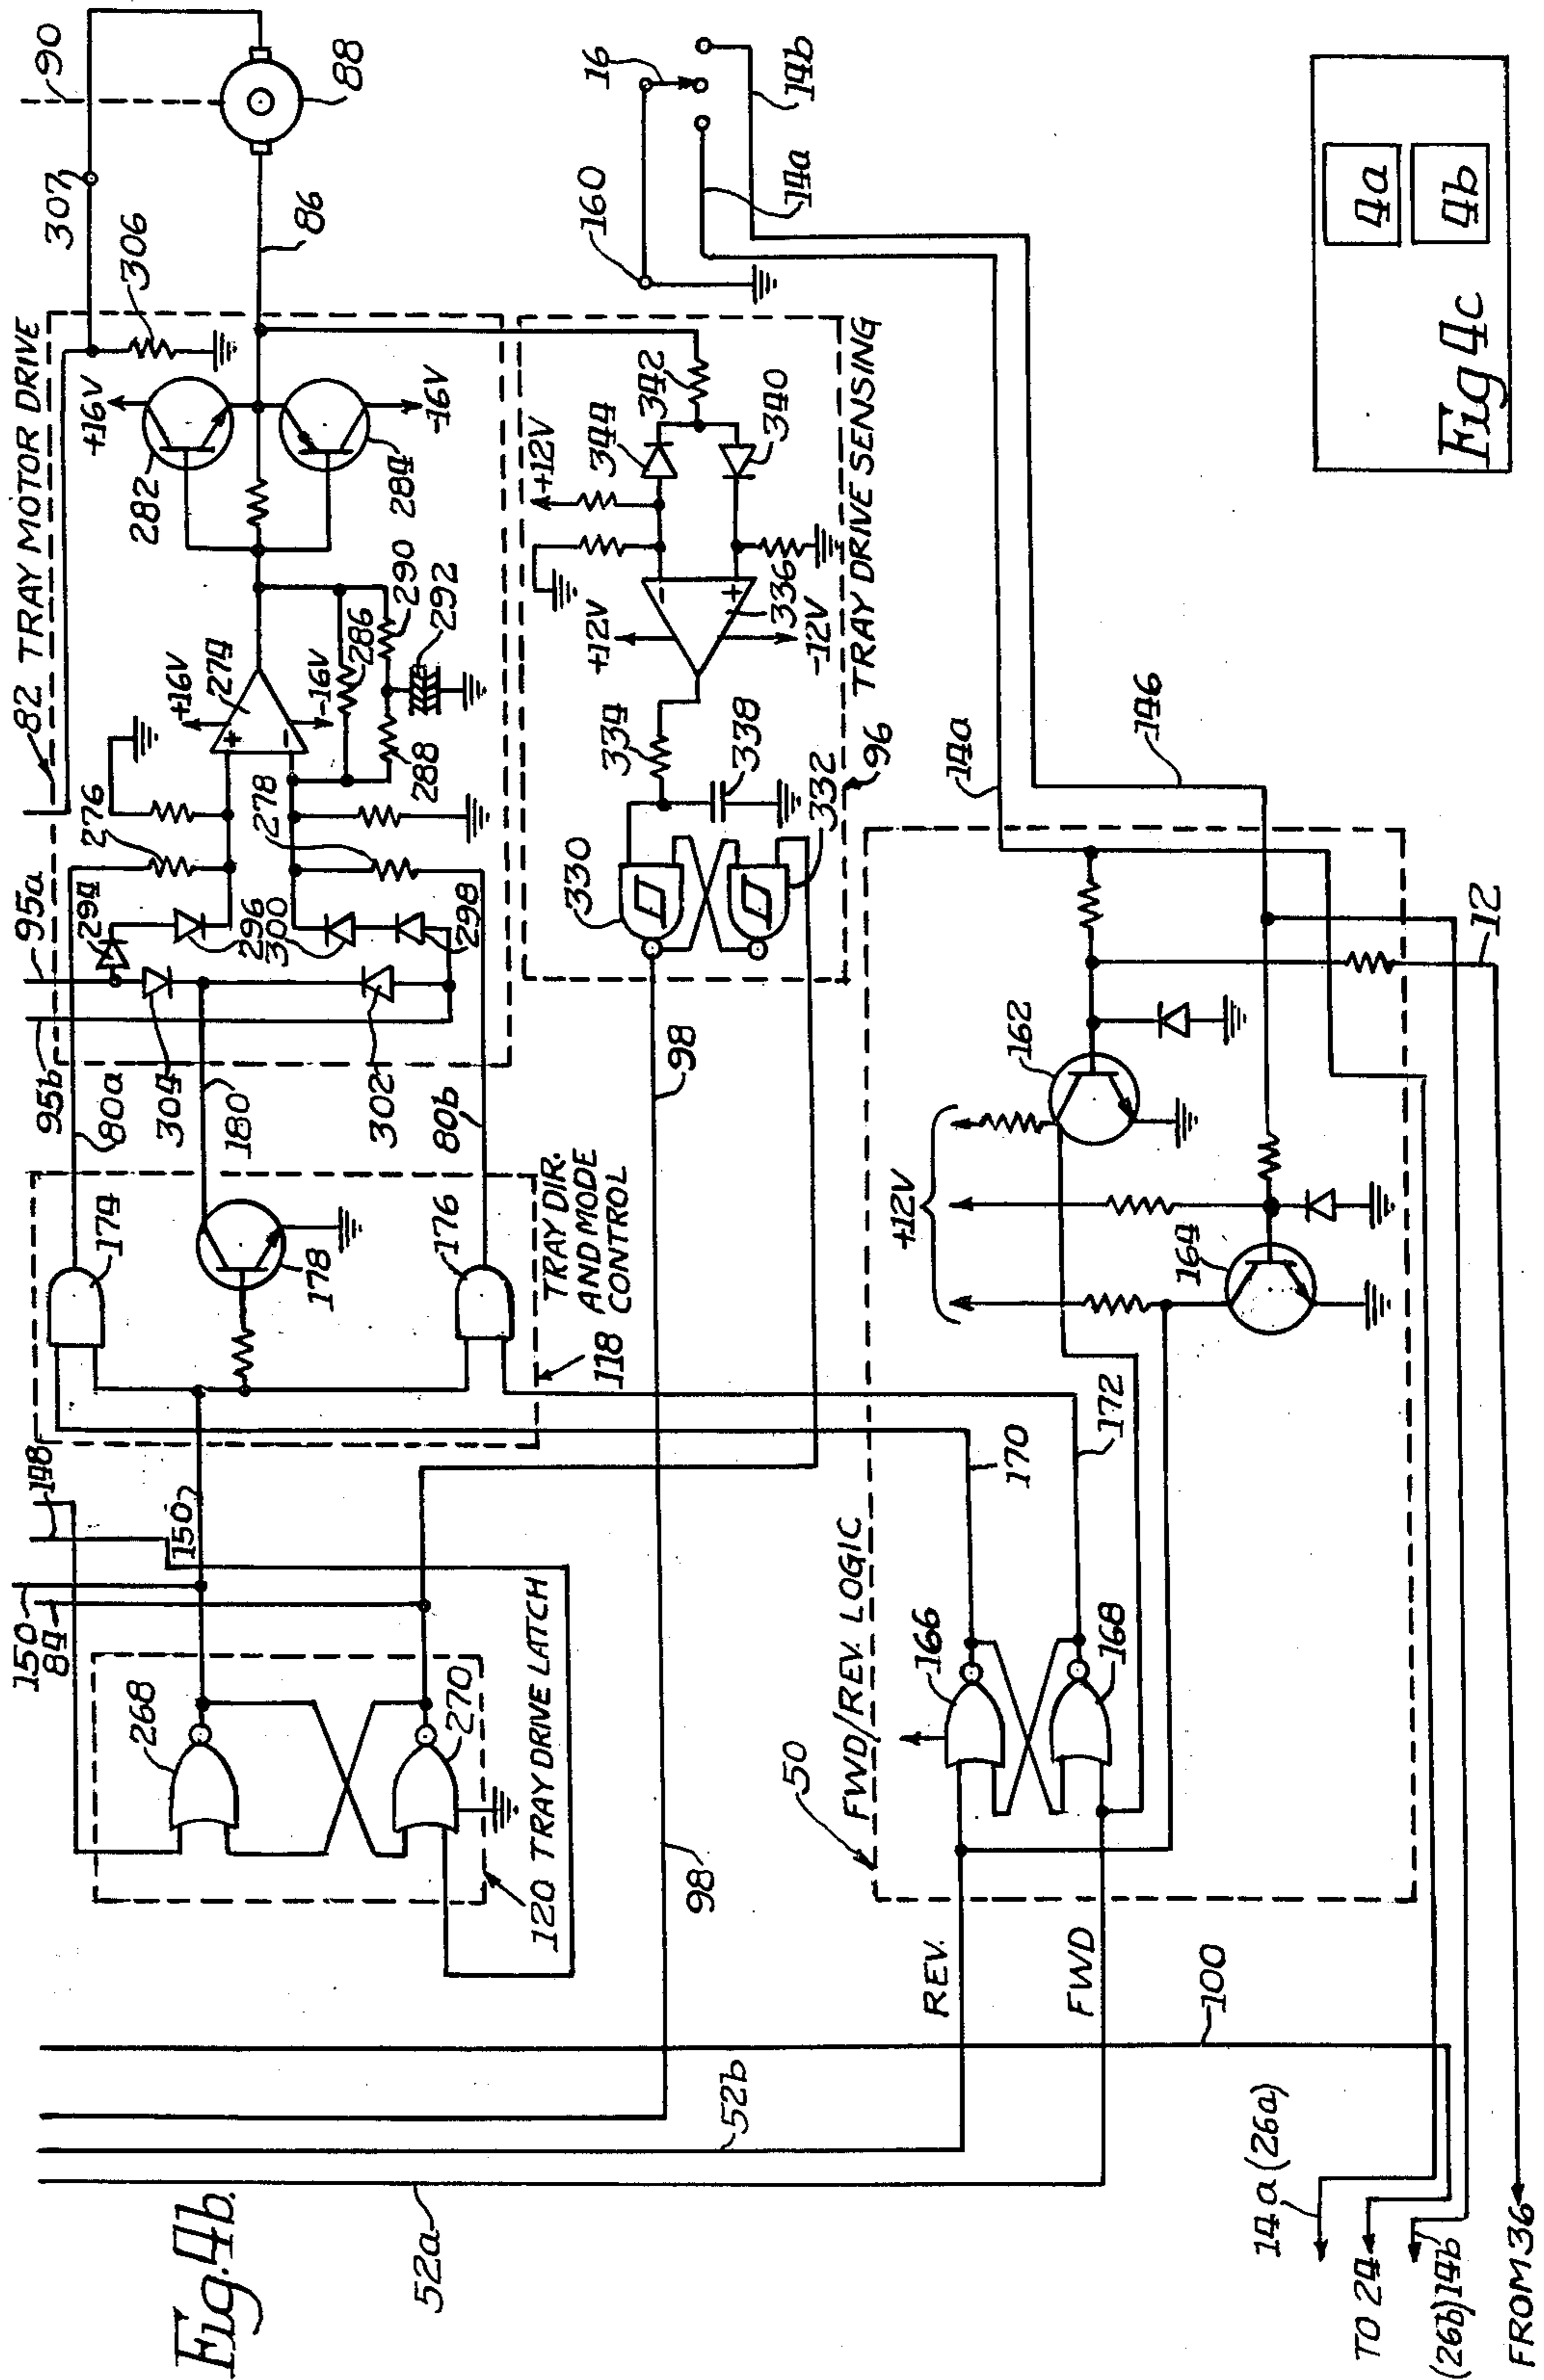 Fig. 4b.
150
84
148
95b
95a
80a
294
276
82 TRAY MOTOR DRIVE
307
90
268
150
174
304
296
300
+16V
274
282
+16V
306
88
180
278
-16V
86
178
302
298
288
286
290
292
284
-16V
270
176
80b
120 TRAY DRIVE LATCH
118
TRAY DIR.
AND MODE
CONTROL
98
98
330
334
+12V
+12V
344
342
16
160
338
336
-12V
340
332
96
TRAY DRIVE SENSING
14b
14a
52a
52b
REV.
FWD
50
FWD/REV. LOGIC
166
168
170
172
+12V
162
164
14a
146
12
100
14a (26a)
TO 24
(26b) 14b
FROM 36
4a
4b
Fig 4c